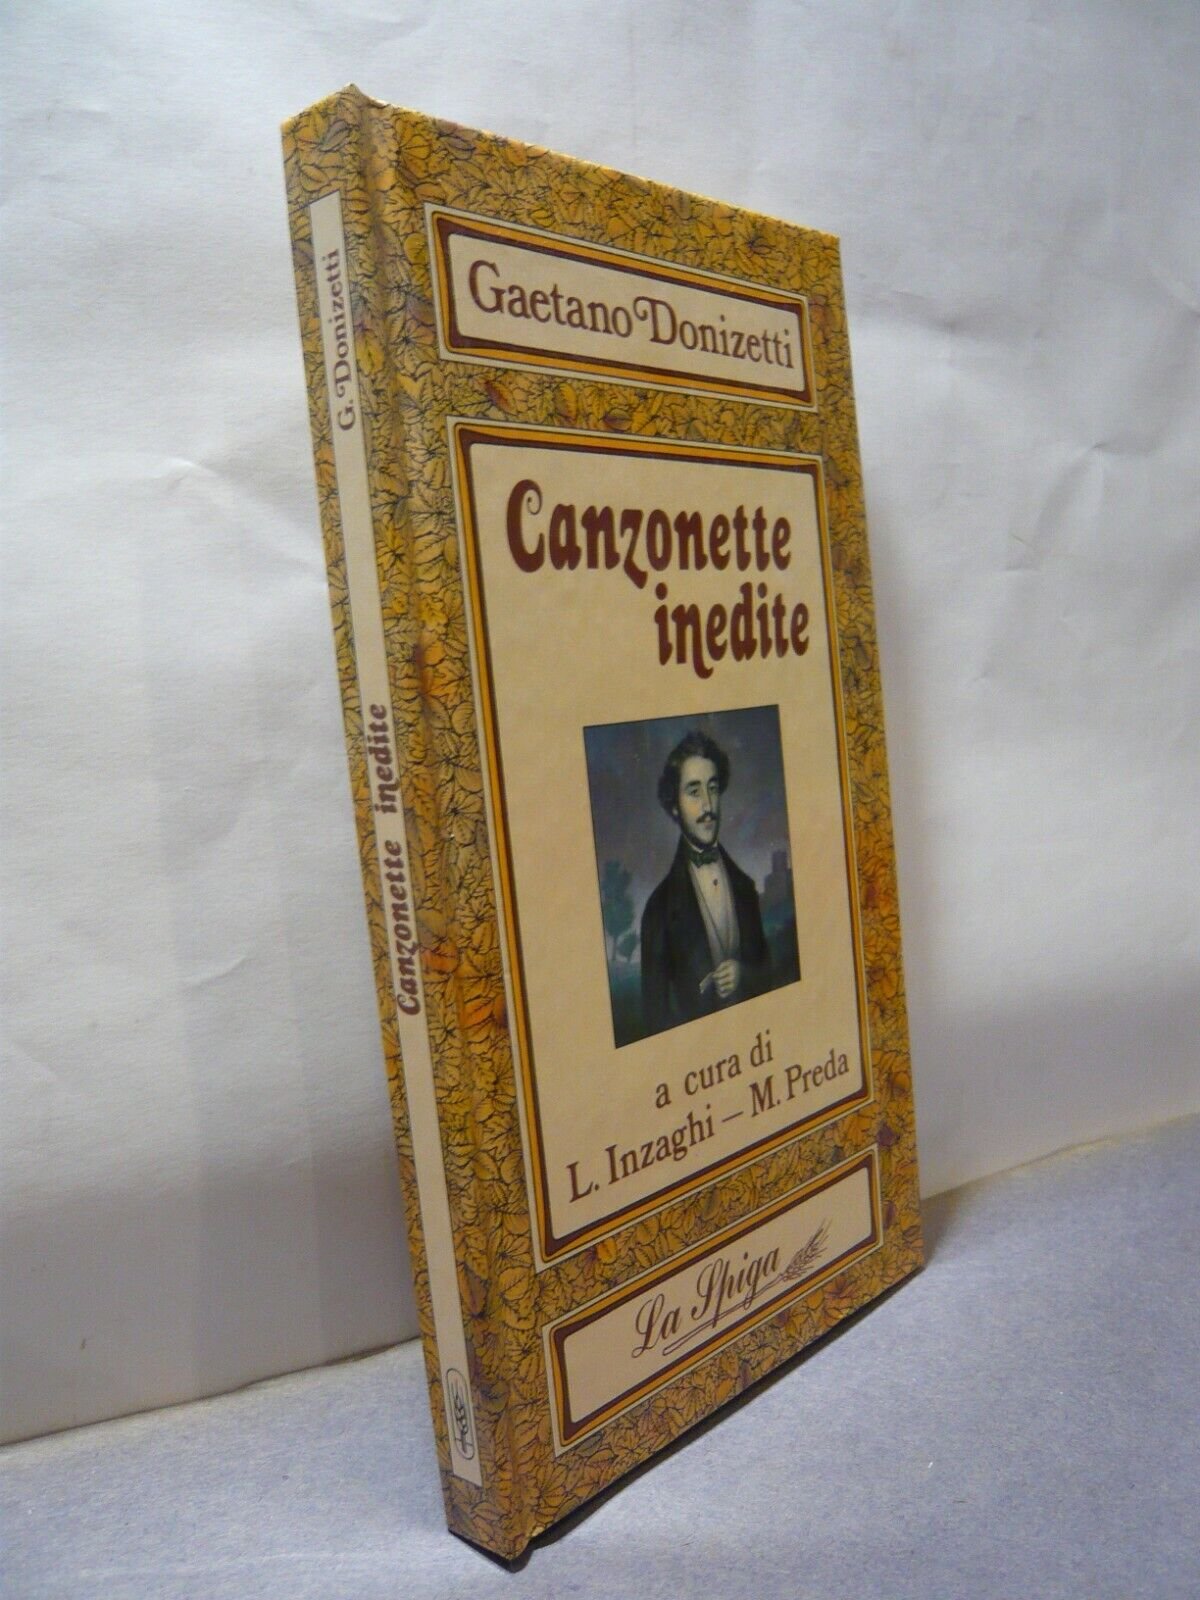 G. Donizetti
Canzonette inedite
Gaetano Donizetti
Canzonette
inedite
a cura di
L. Inzaghi – M. Preda
La Spiga